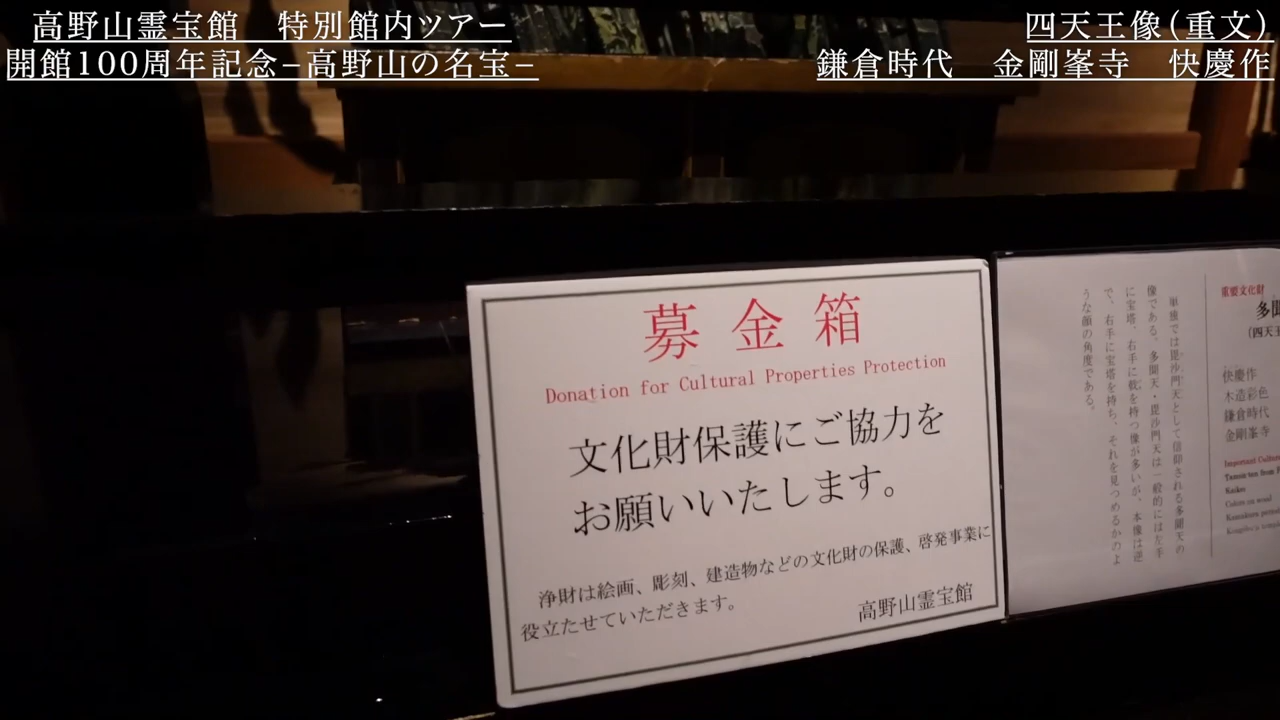 高野山霊宝館　特別館内ツアー
開館100周年記念−高野山の名宝−
四天王像（重文）
鎌倉時代　金剛峯寺　快慶作
募金箱
Donation for Cultural Properties Protection
文化財保護にご協力を
お願いいたします。
浄財は絵画、彫刻、建造物などの文化財の保護、啓発事業に
役立たせていただきます。
高野山霊宝館
重要文化財
多聞
（四天王
快慶作
木造彩色
鎌倉時代
金剛峯寺
Important Cultur
Kaikei
単独では毘沙門天として信仰される多聞天の
像である。多聞天・毘沙門天は一般的には左手
に宝塔、右手に戟を持つ像が多いが、本像は逆
で、右手に宝塔を持ち、それを見つめるかのよ
うな顔の角度である。